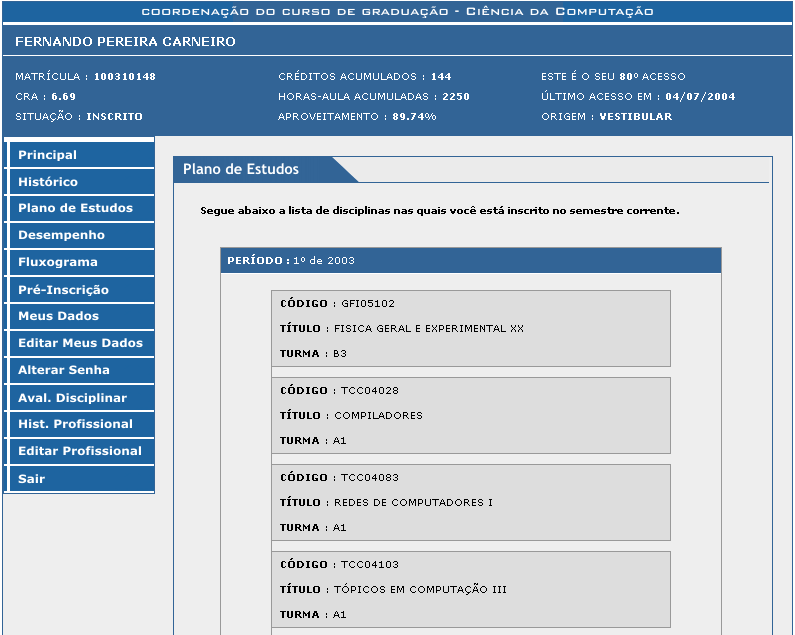 COORDENAÇÃO DO CURSO DE GRADUAÇÃO - CIÊNCIA DA COMPUTAÇÃO
FERNANDO PEREIRA CARNEIRO
MATRÍCULA : 100310148
CRÉDITOS ACUMULADOS : 144
ESTE É O SEU 80º ACESSO
CRA : 6.69
HORAS-AULA ACUMULADAS : 2250
ÚLTIMO ACESSO EM : 04/07/2004
SITUAÇÃO : INSCRITO
APROVEITAMENTO : 89.74%
ORIGEM : VESTIBULAR
Principal
Histórico
Plano de Estudos
Desempenho
Fluxograma
Pré-Inscrição
Meus Dados
Editar Meus Dados
Alterar Senha
Aval. Disciplinar
Hist. Profissional
Editar Profissional
Sair
Plano de Estudos
Segue abaixo a lista de disciplinas nas quais você está inscrito no semestre corrente.
PERÍODO : 1º de 2003
CÓDIGO : GFI05102
TÍTULO : FISICA GERAL E EXPERIMENTAL XX
TURMA : B3
CÓDIGO : TCC04028
TÍTULO : COMPILADORES
TURMA : A1
CÓDIGO : TCC04083
TÍTULO : REDES DE COMPUTADORES I
TURMA : A1
CÓDIGO : TCC04103
TÍTULO : TÓPICOS EM COMPUTAÇÃO III
TURMA : A1